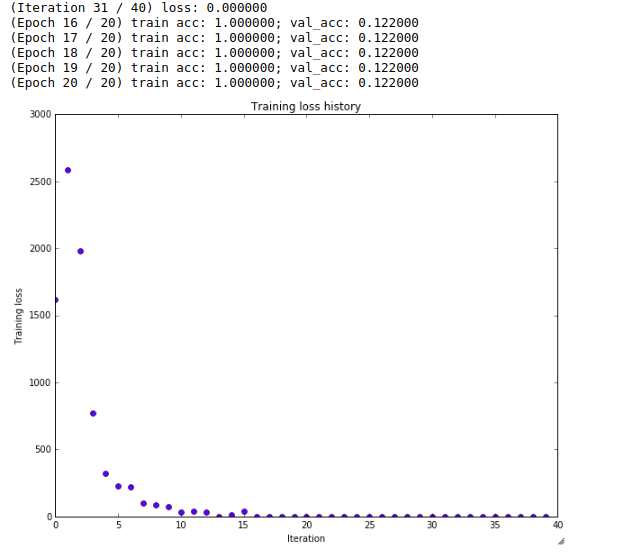 (Iteration 31 / 40) loss: 0.000000
(Epoch 16 / 20) train acc: 1.000000; val_acc: 0.122000
(Epoch 17 / 20) train acc: 1.000000; val_acc: 0.122000
(Epoch 18 / 20) train acc: 1.000000; val_acc: 0.122000
(Epoch 19 / 20) train acc: 1.000000; val_acc: 0.122000
(Epoch 20 / 20) train acc: 1.000000; val_acc: 0.122000
Training loss history
3000
2500
2000
1500
1000
500
0
Training loss
0 5 10 15 20 25 30 35 40
Iteration